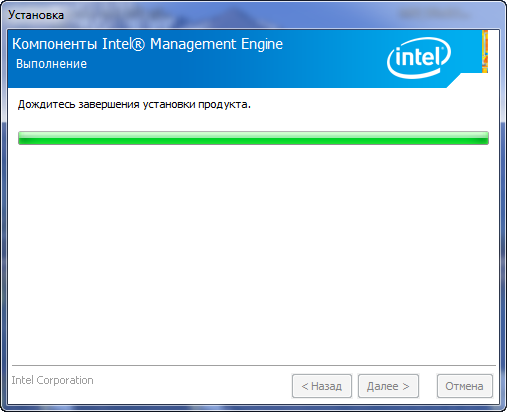 Установка
Компоненты Intel® Management Engine
Выполнение
intel
Дождитесь завершения установки продукта.
Intel Corporation
< Назад
Далее >
Отмена